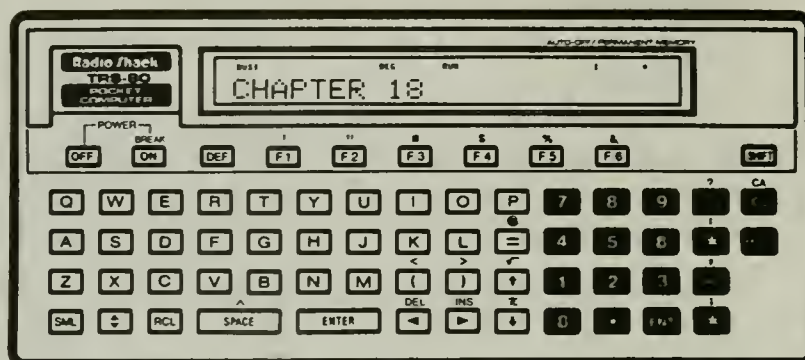 AUTO-OFF / PERMANENT MEMORY
Radio Shack
TRS-80
POCKET
COMPUTER
BUSY DEG RUN I
CHAPTER 18
POWER
BREAK
! " # $ % &
OFF ON DEF F1 F2 F3 F4 F5 F6 SHIFT
? CA
Q W E R T Y U I O P 7 8 9
@ :
A S D F G H J K L = 4 5 6
< > √
Z X C V B N M ( ) ↑ 1 2 3
^ DEL INS π
SML RCL SPACE ENTER ◄ ► ↓ 0 •